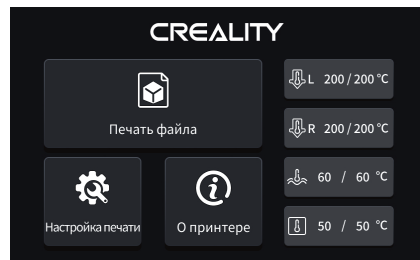 CREALITY
L 200 / 200 °C
Печать файла
R 200 / 200 °C
60 / 60 °C
Настройка печати
О принтере
50 / 50 °C